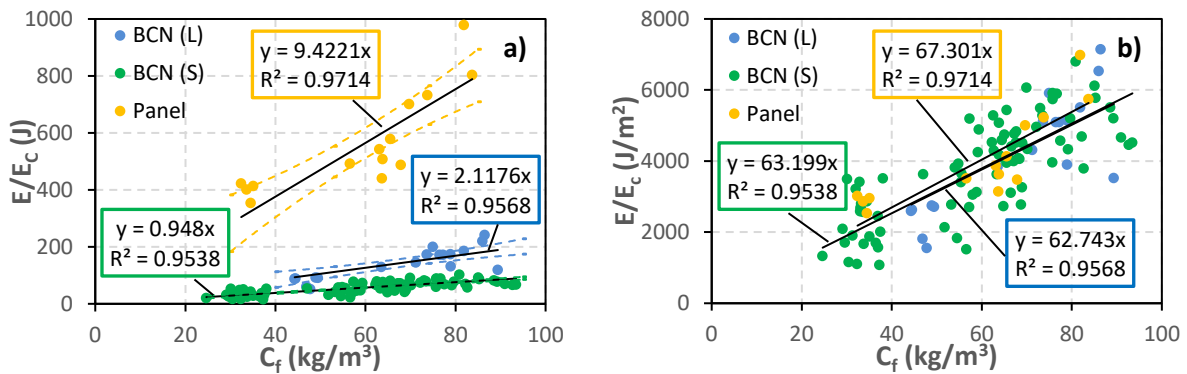 1000
800
600
400
200
0
E/E_C (J)
BCN (L)
BCN (S)
Panel
a)
y = 9.4221x
R² = 0.9714
y = 2.1176x
R² = 0.9568
y = 0.948x
R² = 0.9538
0 20 40 60 80 100
C_f (kg/m³)
8000
6000
4000
2000
0
E/E_c (J/m²)
BCN (L)
BCN (S)
Panel
b)
y = 67.301x
R² = 0.9714
y = 63.199x
R² = 0.9538
y = 62.743x
R² = 0.9568
0 20 40 60 80 100
C_f (kg/m³)